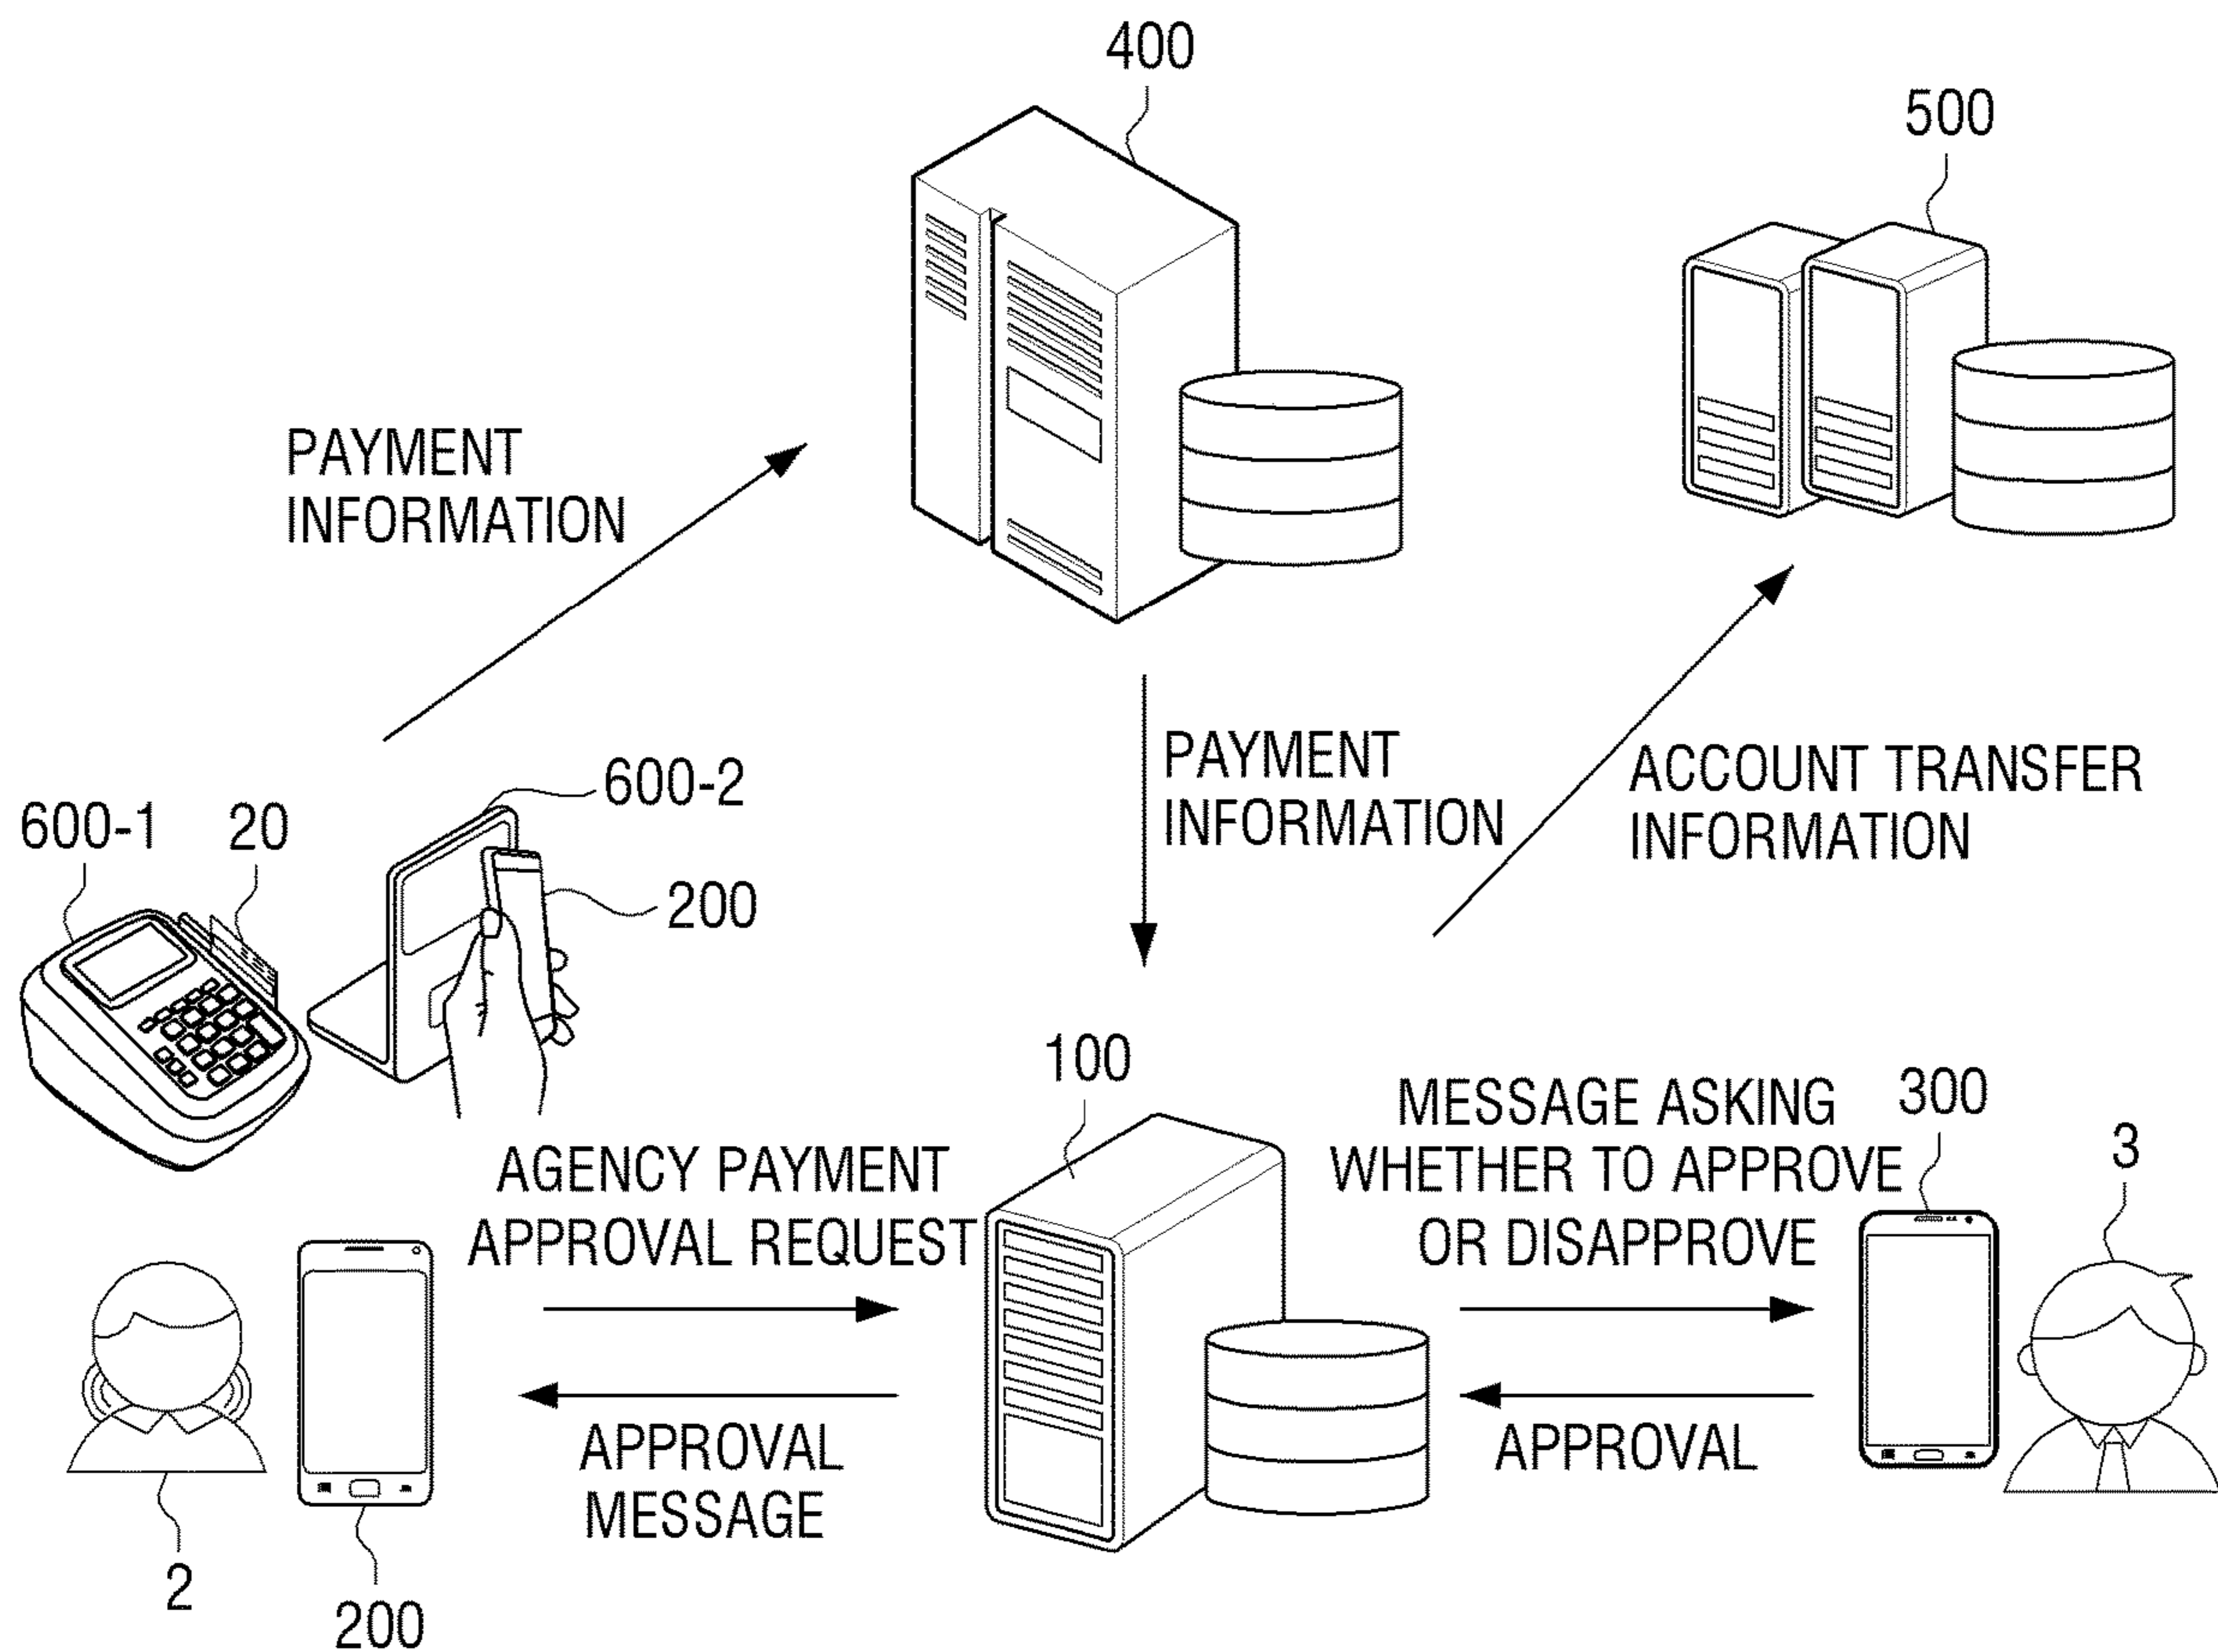 400
500
PAYMENT
INFORMATION
PAYMENT
INFORMATION
ACCOUNT TRANSFER
INFORMATION
600-1
20
600-2
200
100
AGENCY PAYMENT
APPROVAL REQUEST
MESSAGE ASKING
WHETHER TO APPROVE
OR DISAPPROVE
300
3
APPROVAL
MESSAGE
APPROVAL
2
200